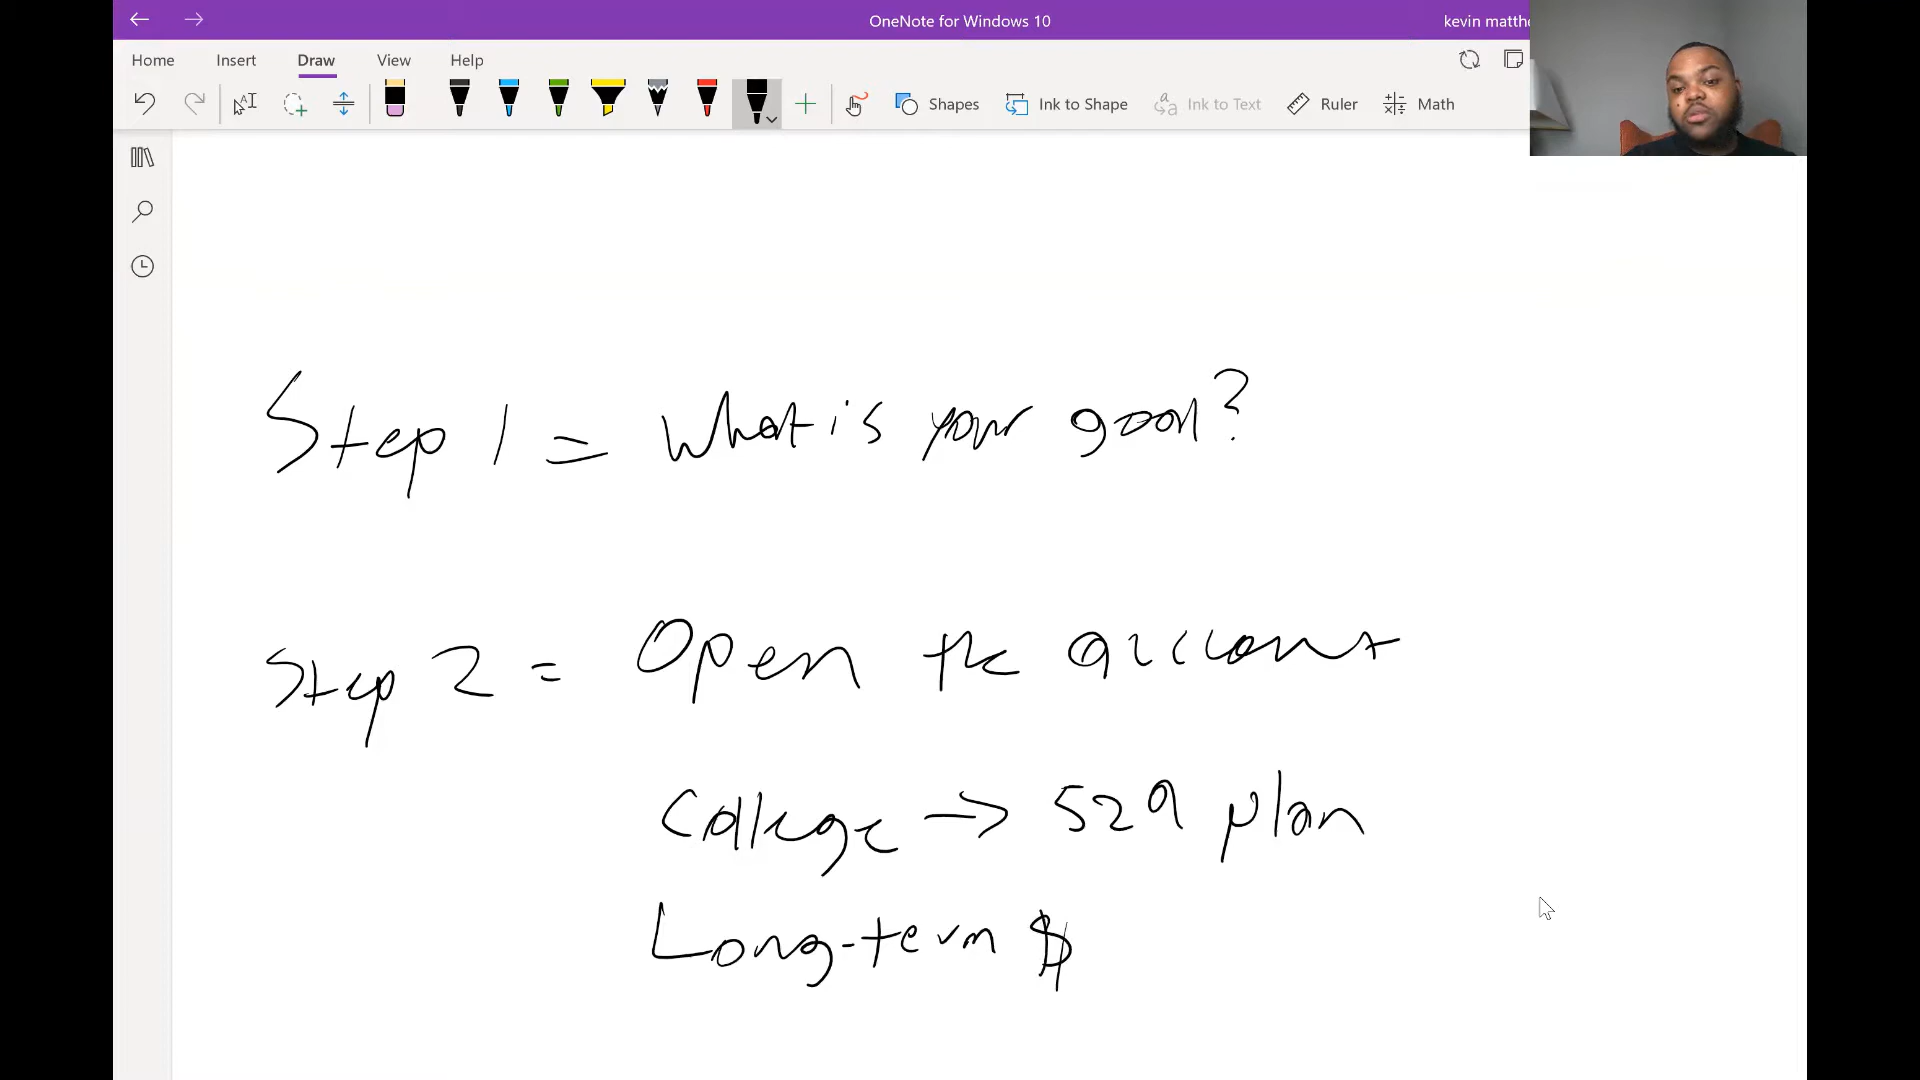 OneNote for Windows 10
kevin matthe
Home Insert Draw View Help
Shapes Ink to Shape Ink to Text Ruler Math
Step 1 = What is your goal?
Step 2 = Open the account
College → 529 plan
Long-term $